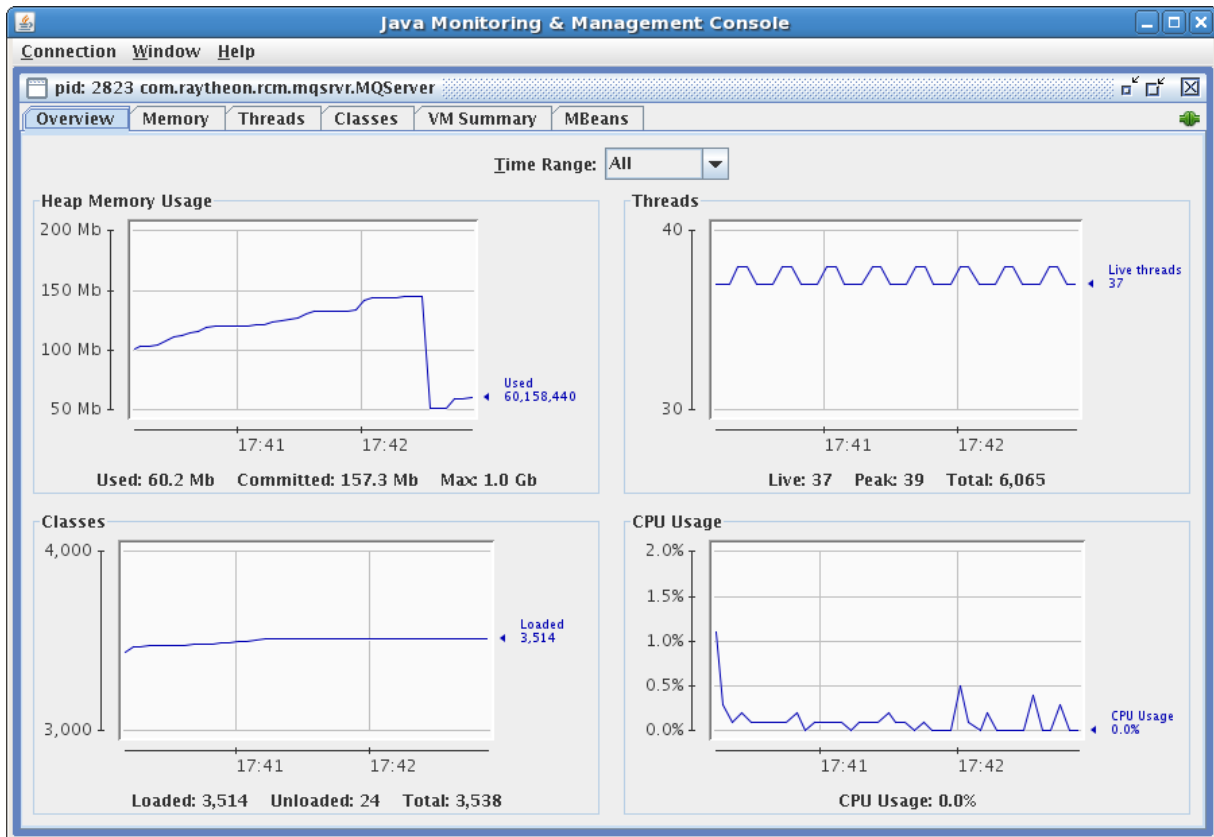 Java Monitoring & Management Console
Connection Window Help
pid: 2823 com.raytheon.rcm.mqsrvr.MQServer
Overview Memory Threads Classes VM Summary MBeans
Time Range: All
Heap Memory Usage
200 Mb
150 Mb
100 Mb
50 Mb
Used
60,158,440
17:41 17:42
Used: 60.2 Mb Committed: 157.3 Mb Max: 1.0 Gb
Threads
40
30
Live threads
37
17:41 17:42
Live: 37 Peak: 39 Total: 6,065
Classes
4,000
3,000
Loaded
3,514
17:41 17:42
Loaded: 3,514 Unloaded: 24 Total: 3,538
CPU Usage
2.0%
1.5%
1.0%
0.5%
0.0%
CPU Usage
0.0%
17:41 17:42
CPU Usage: 0.0%